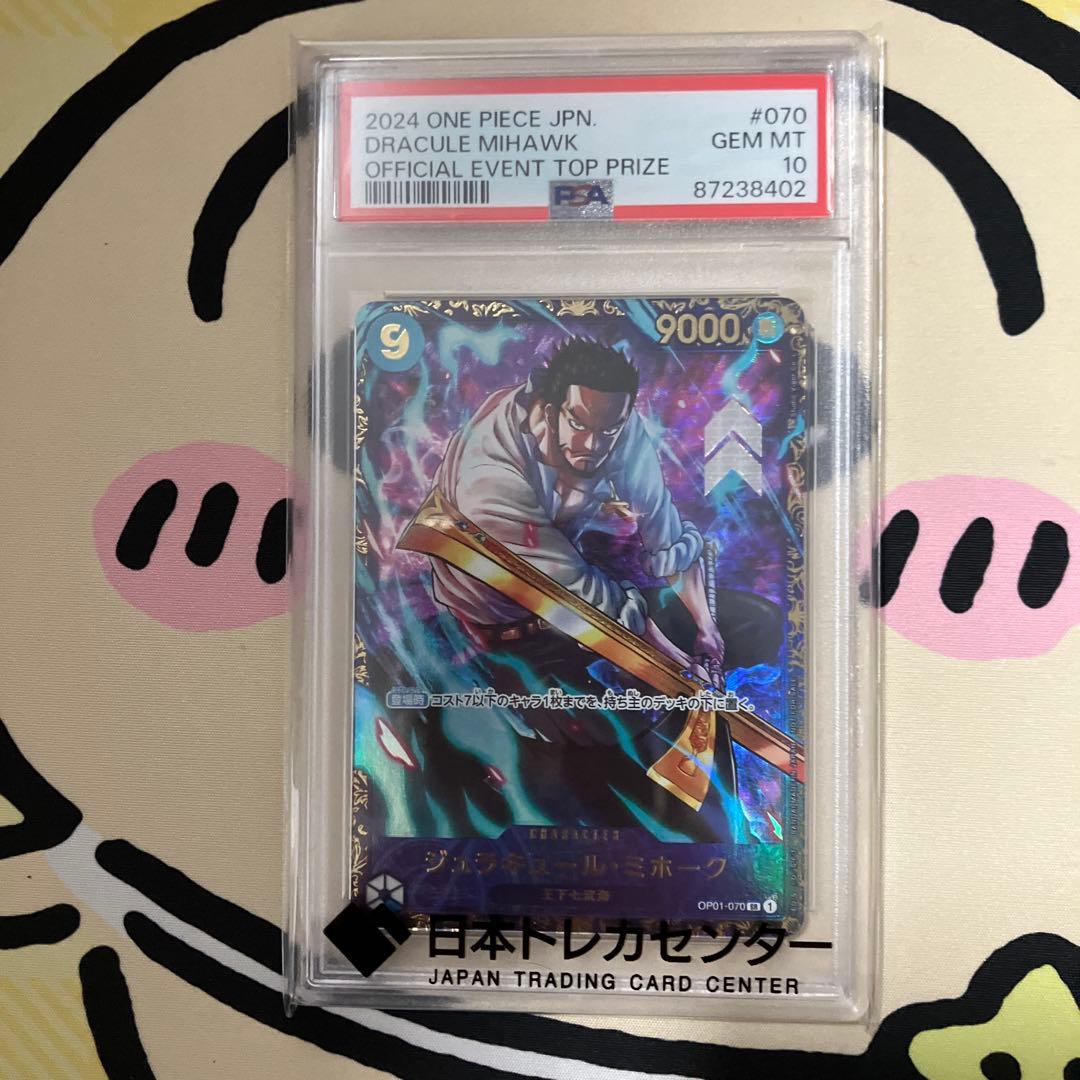 2024 ONE PIECE JPN. #070
DRACULE MIHAWK GEM MT
OFFICIAL EVENT TOP PRIZE 10
PSA 87238402
9 9000 斬
登場時 コスト7以下のキャラ1枚までを、持ち主のデッキの下に置く。
CHARACTER
ジュラキュール・ミホーク
王下七武海
OP01-070 SR 1
日本トレカセンター
JAPAN TRADING CARD CENTER